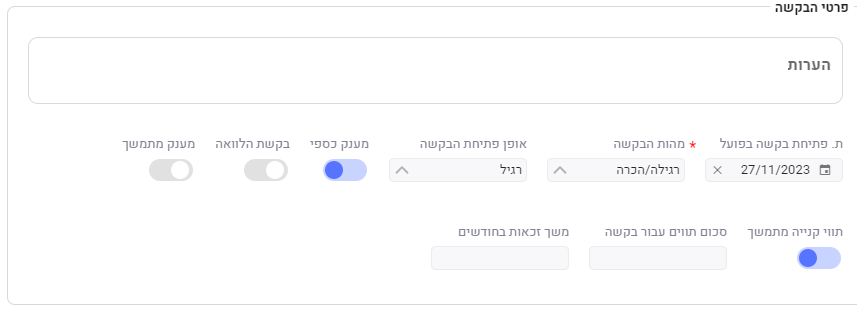 פרטי הבקשה
הערות
ת. פתיחת בקשה בפועל * מהות הבקשה אופן פתיחת הבקשה מענק כספי בקשת הלוואה מענק מתמשך
27/11/2023 רגילה/הכרה רגיל
תווי קנייה מתמשך סכום תווים עבור בקשה משך זכאות בחודשים